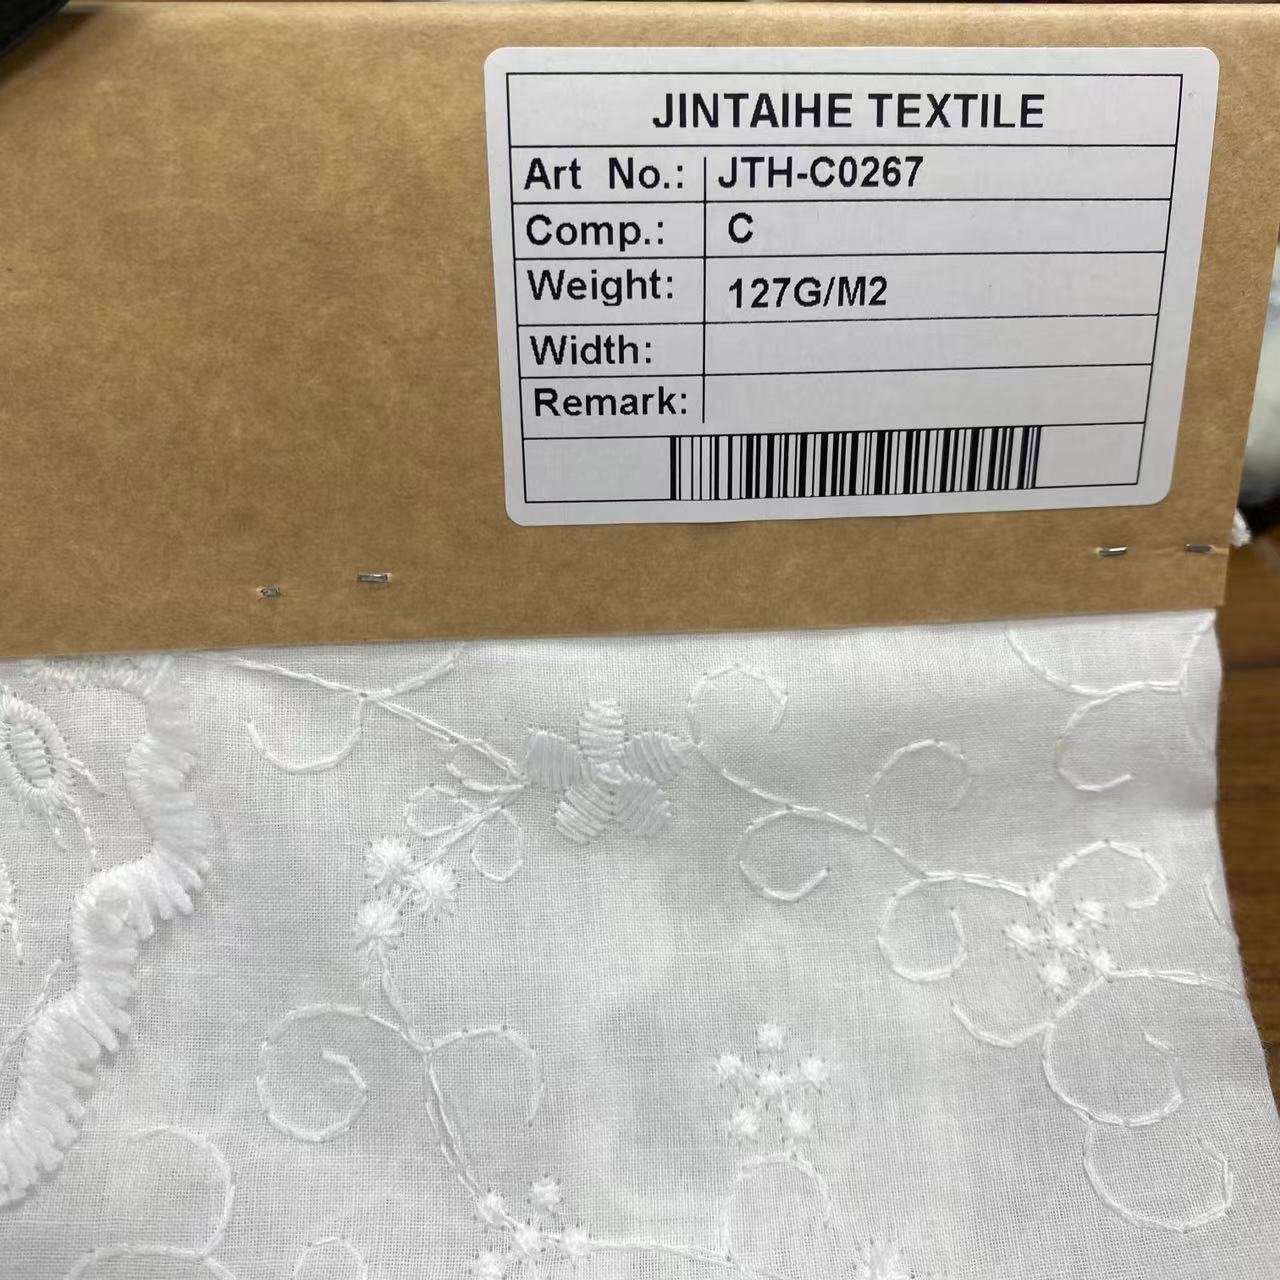 JINTAIHE TEXTILE
Art No.: JTH-C0267
Comp.: C
Weight: 127G/M2
Width:
Remark: